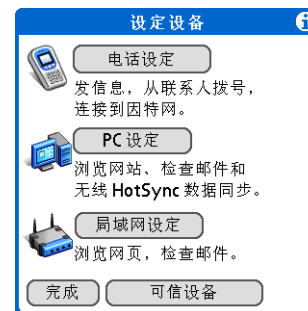 设定设备
电话设定
发信息，从联系人拨号，
连接到因特网。
PC 设定
浏览网站、检查邮件和
无线 HotSync 数据同步。
局域网设定
浏览网页，检查邮件。
完成 可信设备